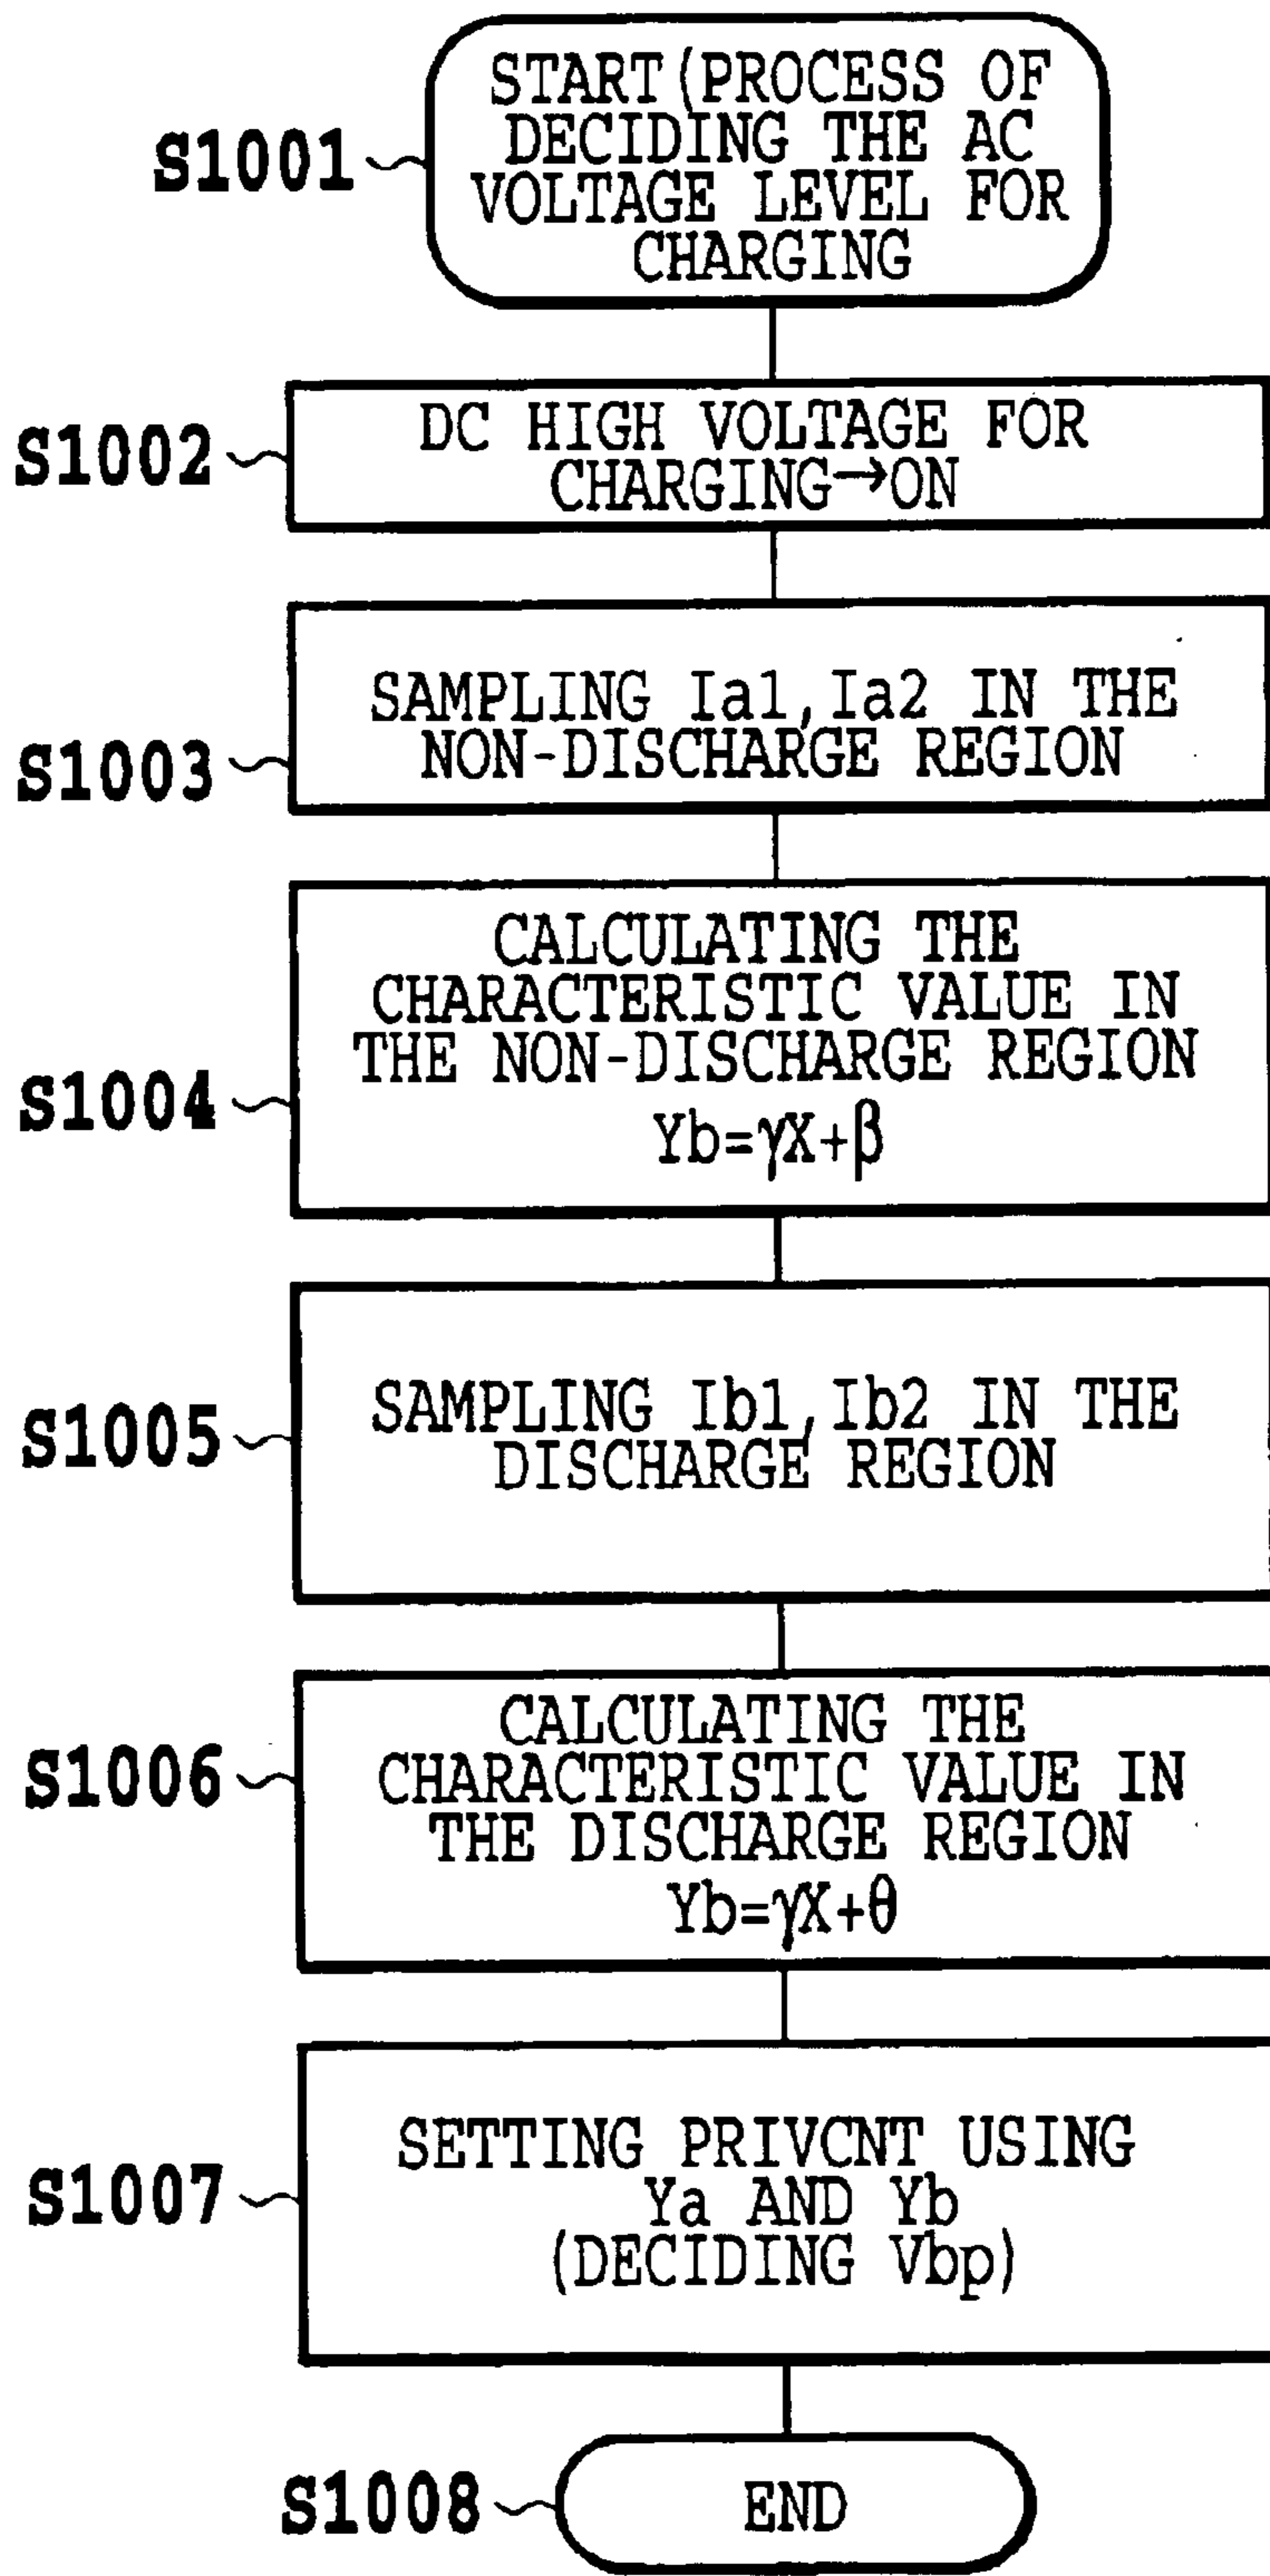 START(PROCESS OF
DECIDING THE AC
VOLTAGE LEVEL FOR
CHARGING
S1001
DC HIGH VOLTAGE FOR
CHARGING→ON
S1002
SAMPLING Ia1,Ia2 IN THE
NON-DISCHARGE REGION
S1003
CALCULATING THE
CHARACTERISTIC VALUE IN
THE NON-DISCHARGE REGION
Yb=γX+β
S1004
SAMPLING Ib1,Ib2 IN THE
DISCHARGE REGION
S1005
CALCULATING THE
CHARACTERISTIC VALUE IN
THE DISCHARGE REGION
Yb=γX+θ
S1006
SETTING PRIVCNT USING
Ya AND Yb
(DECIDING Vbp)
S1007
END
S1008